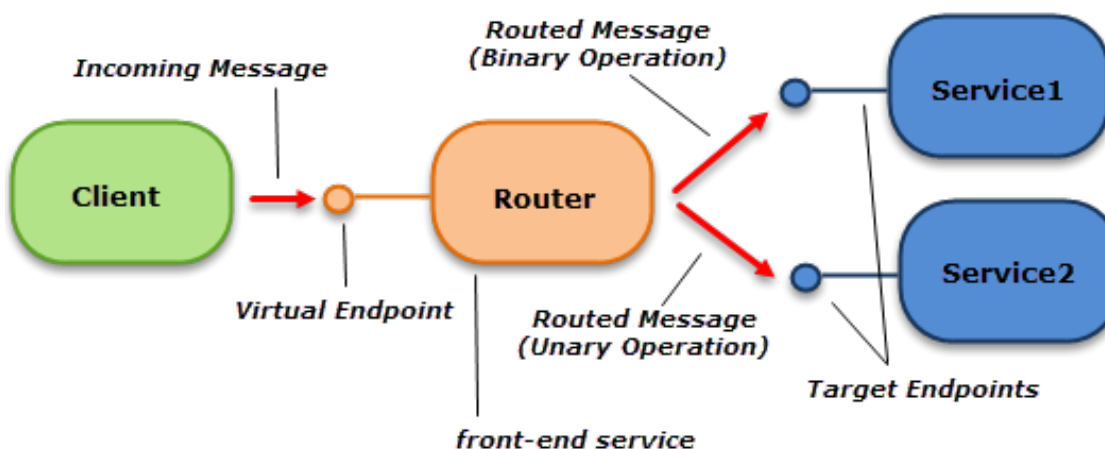 Routed Message
(Binary Operation)
Incoming Message
Service1
Client
Router
Service2
Virtual Endpoint
Routed Message
(Unary Operation)
Target Endpoints
front-end service